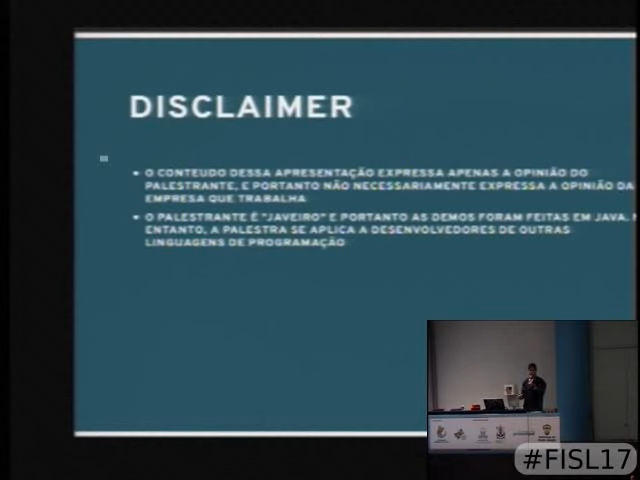 DISCLAIMER
• O CONTEUDO DESSA APRESENTAÇÃO EXPRESSA APENAS A OPINIÃO DO
PALESTRANTE, E PORTANTO NÃO NECESSARIAMENTE EXPRESSA A OPINIÃO DA
EMPRESA QUE TRABALHA
• O PALESTRANTE É "JAVEIRO" E PORTANTO AS DEMOS FORAM FEITAS EM JAVA.
ENTANTO, A PALESTRA SE APLICA A DESENVOLVEDORES DE OUTRAS
LINGUAGENS DE PROGRAMAÇÃO
#FISL17